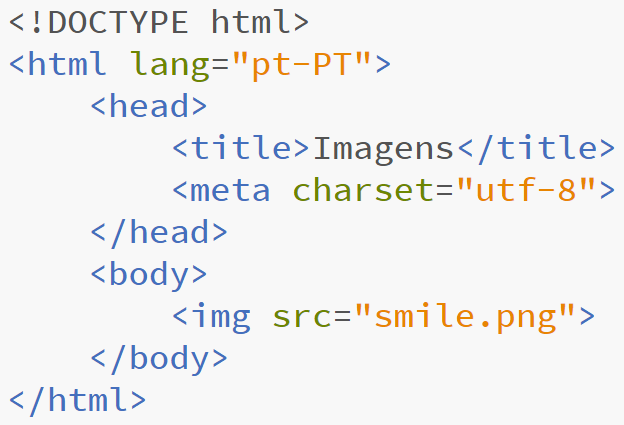 <!DOCTYPE html>
<html lang="pt-PT">
    <head>
        <title>Imagens</title>
        <meta charset="utf-8">
    </head>
    <body>
        <img src="smile.png">
    </body>
</html>